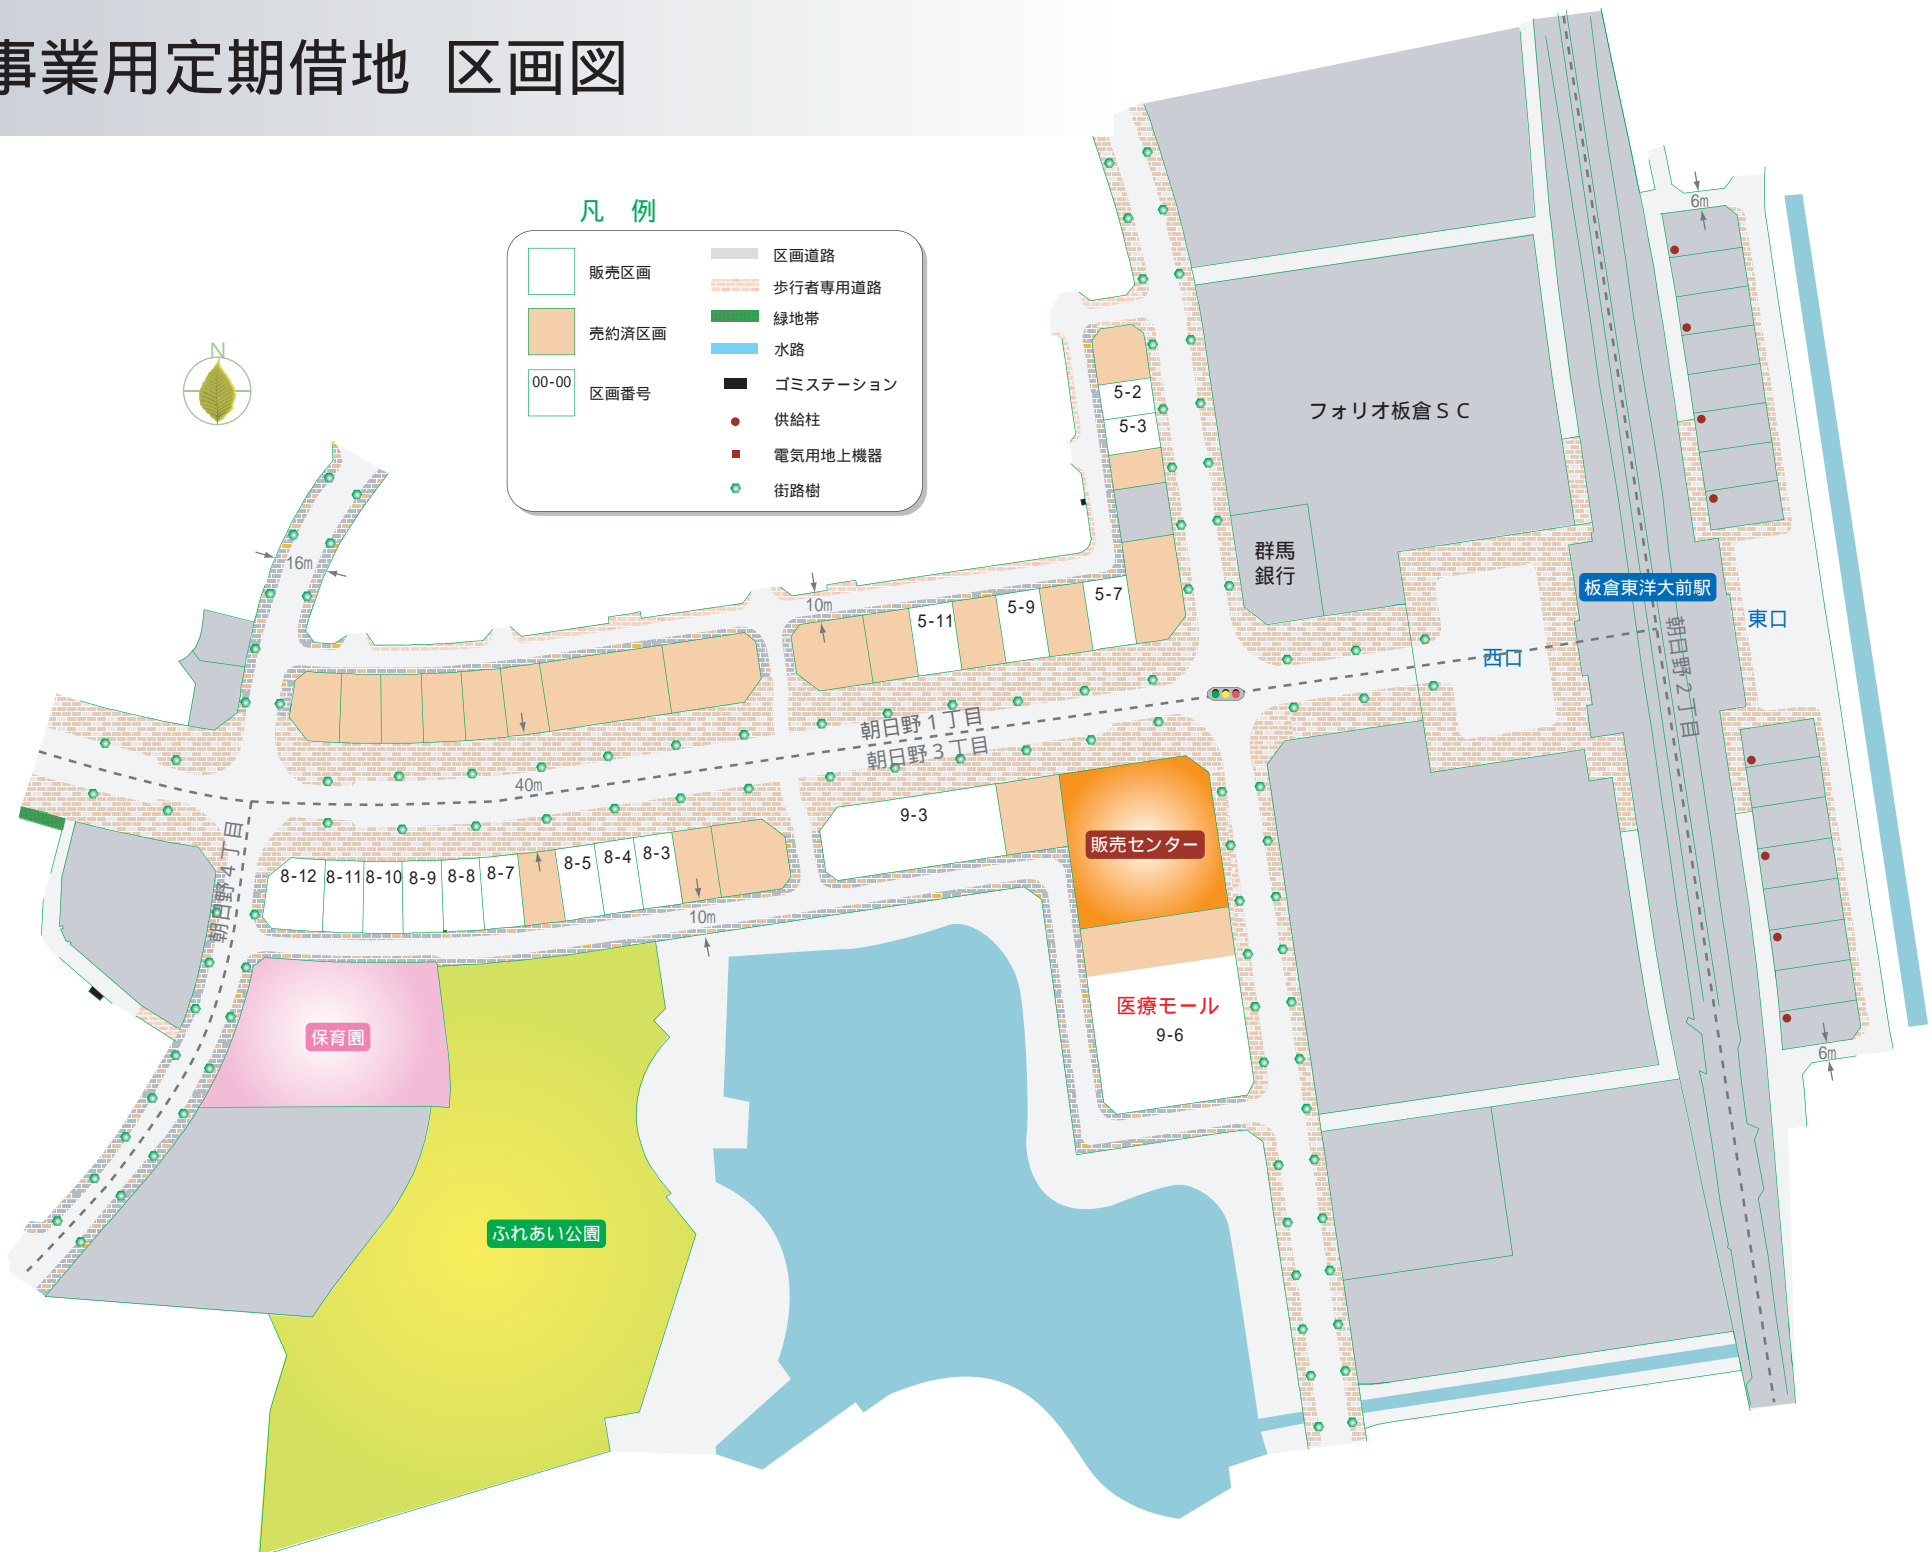 事業用定期借地 区画図
凡 例
販売区画
売約済区画
00-00
区画番号
区画道路
歩行者専用道路
緑地帯
水路
ゴミステーション
供給柱
電気用地上機器
街路樹
N
16m
10m
5-2
5-3
5-11
5-9
5-7
フォリオ板倉ＳＣ
群馬
銀行
6m
板倉東洋大前駅
東口
西口
朝日野２丁目
朝日野１丁目
朝日野３丁目
40m
朝日野４丁目
8-12
8-11
8-10
8-9
8-8
8-7
8-5
8-4
8-3
10m
9-3
販売センター
医療モール
9-6
6m
保育園
ふれあい公園